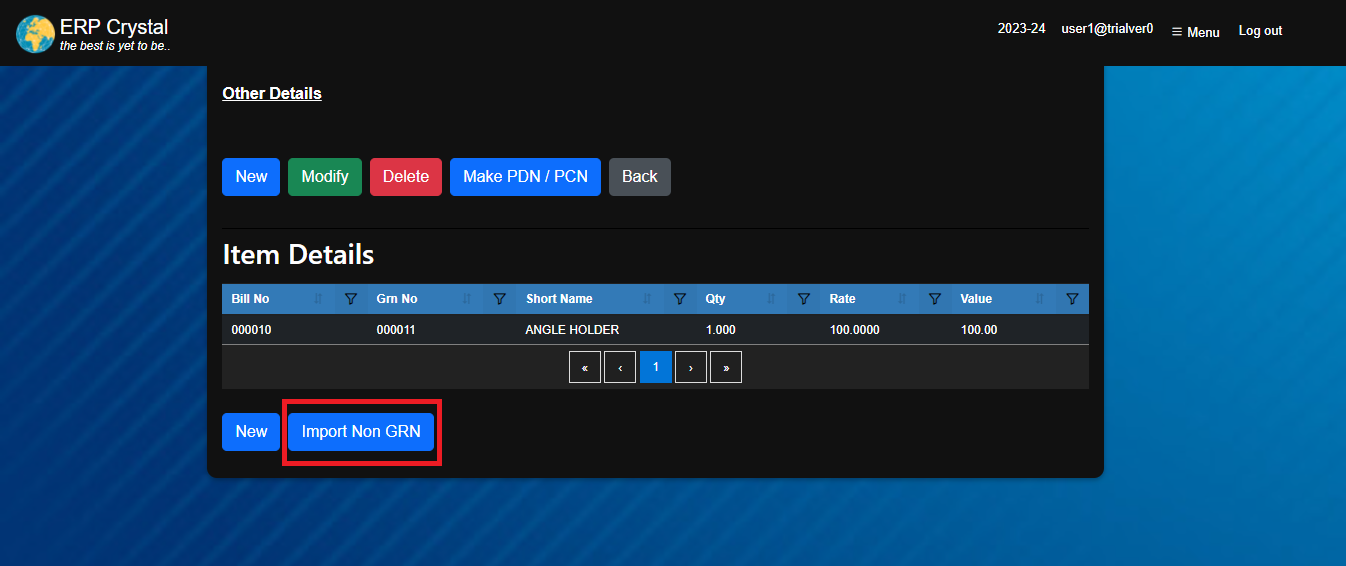 ERP Crystal
the best is yet to be..
2023-24 user1@trialver0 ☰ Menu Log out
Other Details
New Modify Delete Make PDN / PCN Back
Item Details
Bill No Grn No Short Name Qty Rate Value
000010 000011 ANGLE HOLDER 1.000 100.0000 100.00
« ‹ 1 › »
New Import Non GRN